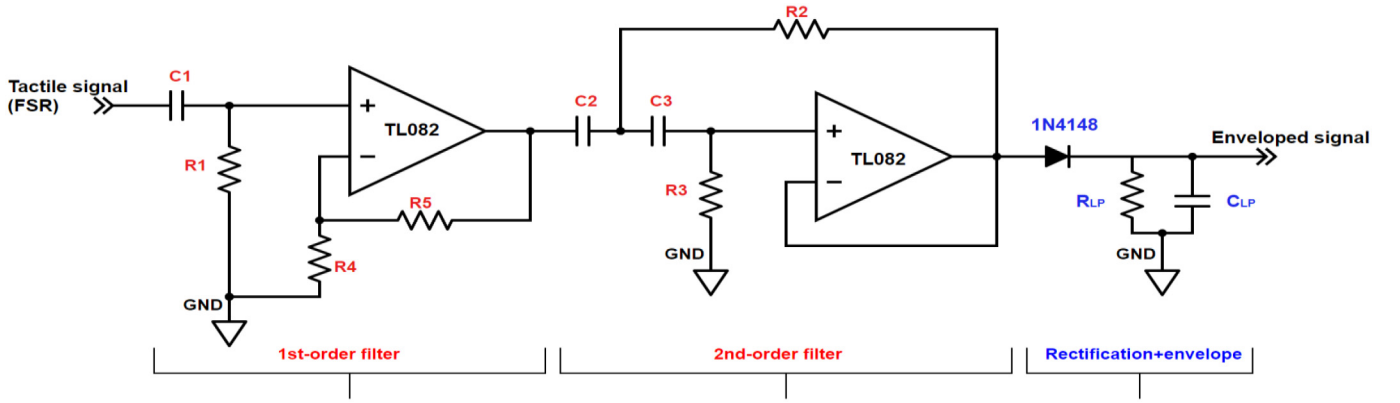 R2
Tactile signal
(FSR)
C1
C2
C3
+
+
1N4148
Enveloped signal
TL082
TL082
R1
−
−
R3
RLP
CLP
R5
R4
GND
GND
GND
1st-order filter
2nd-order filter
Rectification+envelope